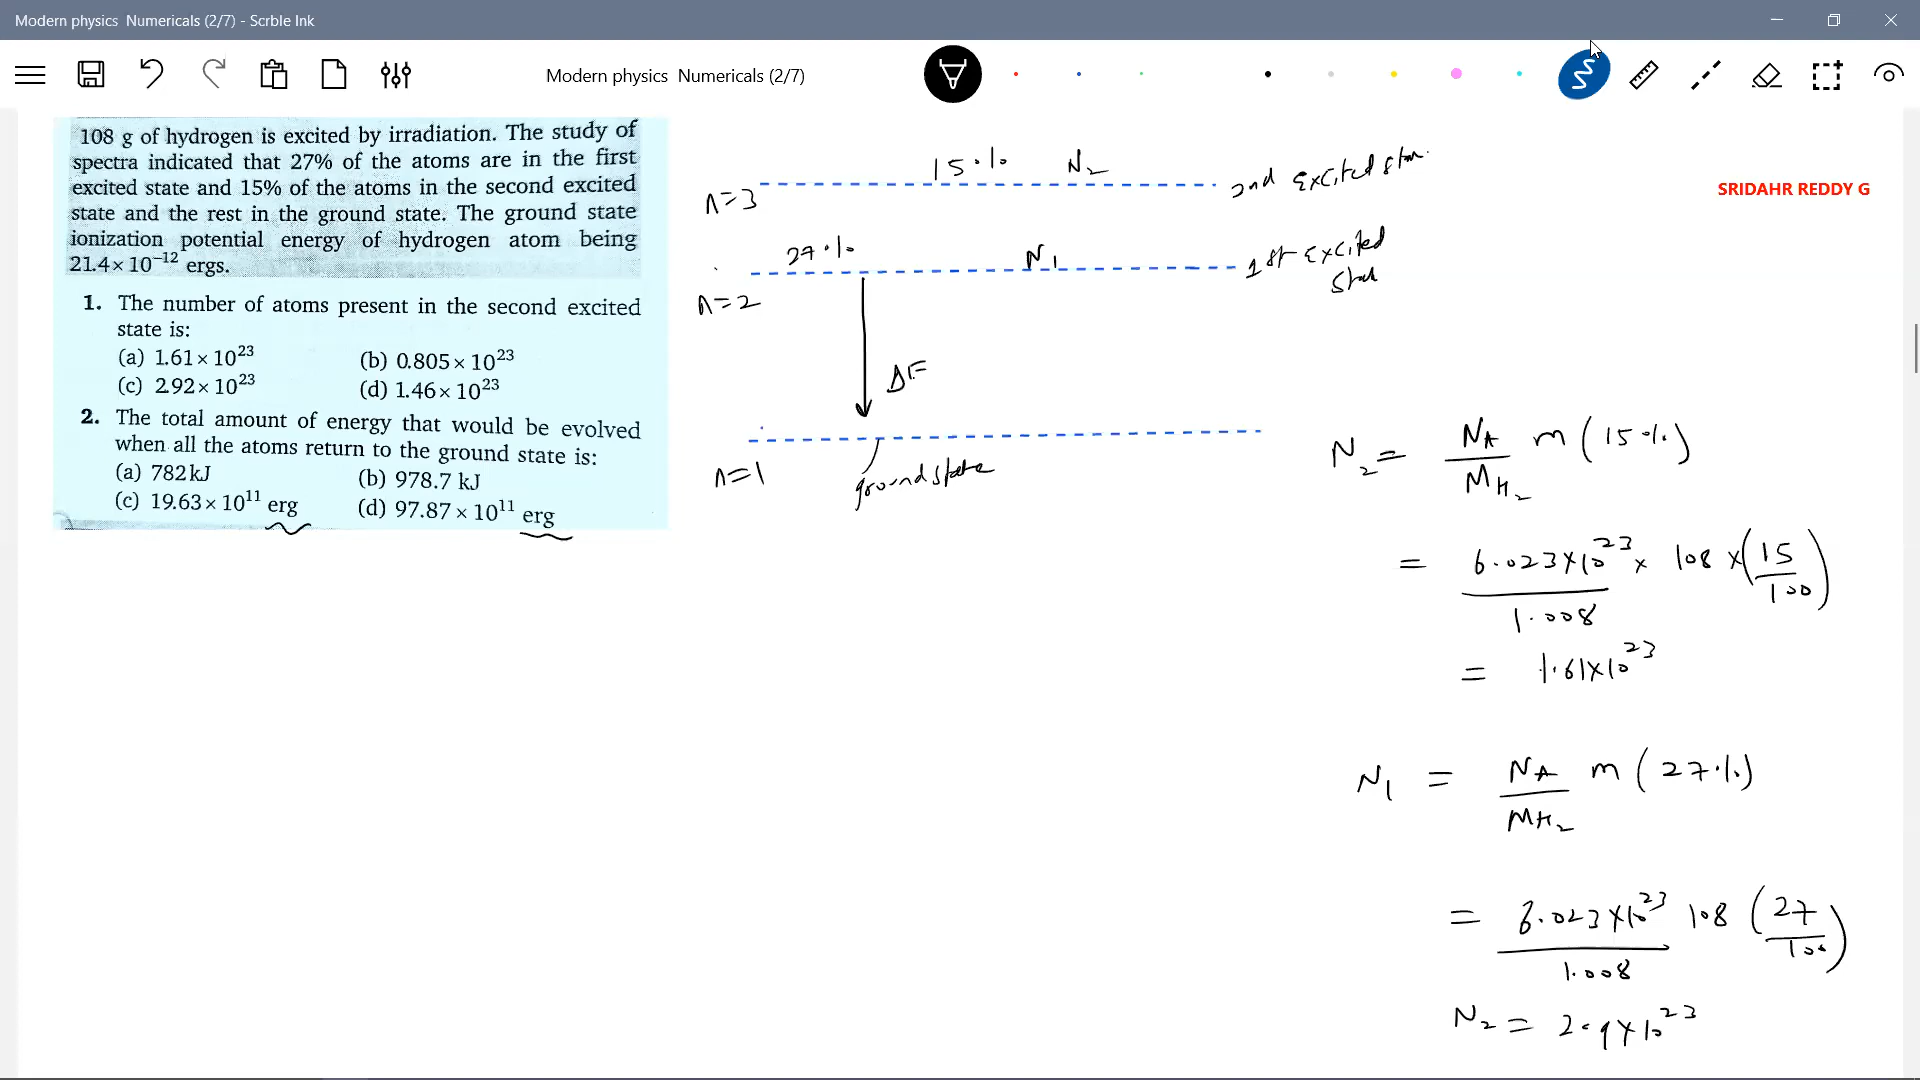 Modern physics Numericals (2/7) - Scrble Ink
Modern physics Numericals (2/7)
108 g of hydrogen is excited by irradiation. The study of
spectra indicated that 27% of the atoms are in the first
excited state and 15% of the atoms in the second excited
state and the rest in the ground state. The ground state
ionization potential energy of hydrogen atom being
21.4×10⁻¹² ergs.
1. The number of atoms present in the second excited
state is:
(a) 1.61×10²³ (b) 0.805×10²³
(c) 2.92×10²³ (d) 1.46×10²³
2. The total amount of energy that would be evolved
when all the atoms return to the ground state is:
(a) 782 kJ (b) 978.7 kJ
(c) 19.63×10¹¹ erg (d) 97.87×10¹¹ erg
15% N₂
n=3 2nd Excited
27% N₁
n=2 1st Excited
ΔE
n=1
ground state
SRIDAHR REDDY G
N₂ = N_A/M_H₂ m (15%)
= 6.023×10²³/1.008 × 108 × (15/100)
= 1.61×10²³
N₁ = N_A/M_H₂ m (27%)
= 6.023×10²³/1.008 108 (27/100)
N₂ = 2.9×10²³